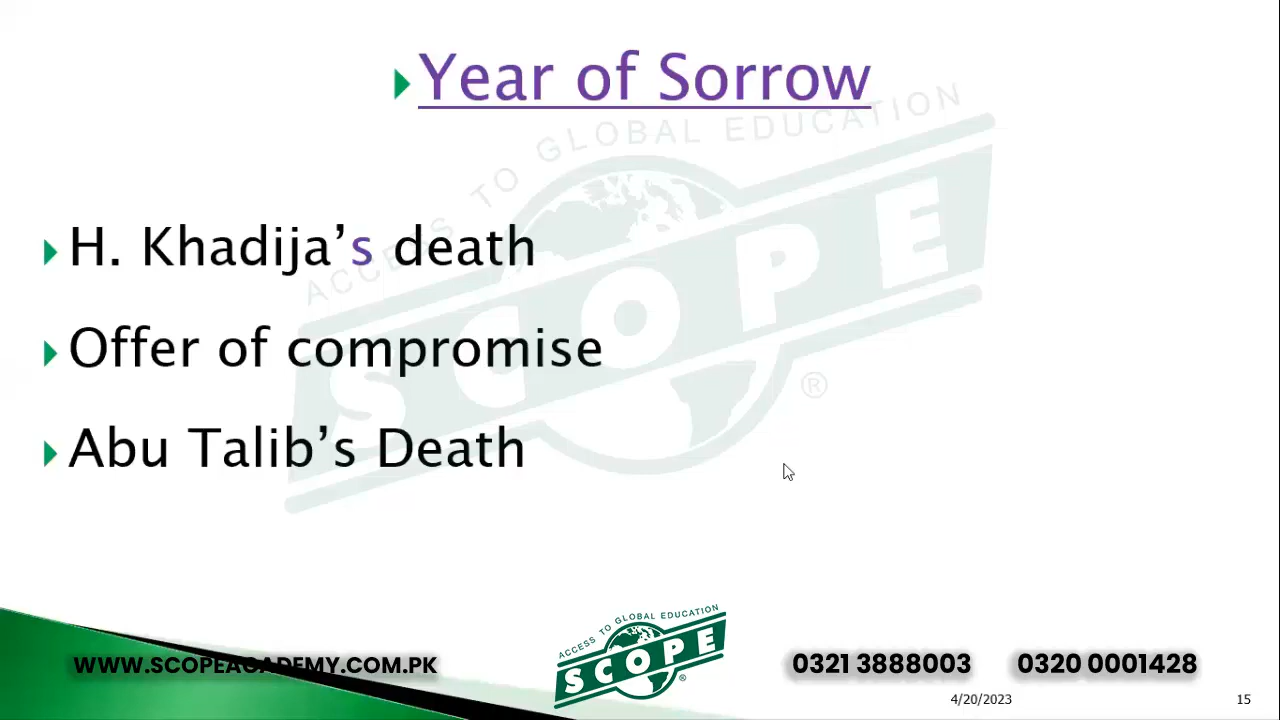 Year of Sorrow
ACCESS TO GLOBAL EDUCATION
SCOPE
®
H. Khadija’s death
Offer of compromise
Abu Talib’s Death
ACCESS TO GLOBAL EDUCATION
SCOPE
®
WWW.SCOPEACADEMY.COM.PK
0321 3888003 0320 0001428
4/20/2023 15